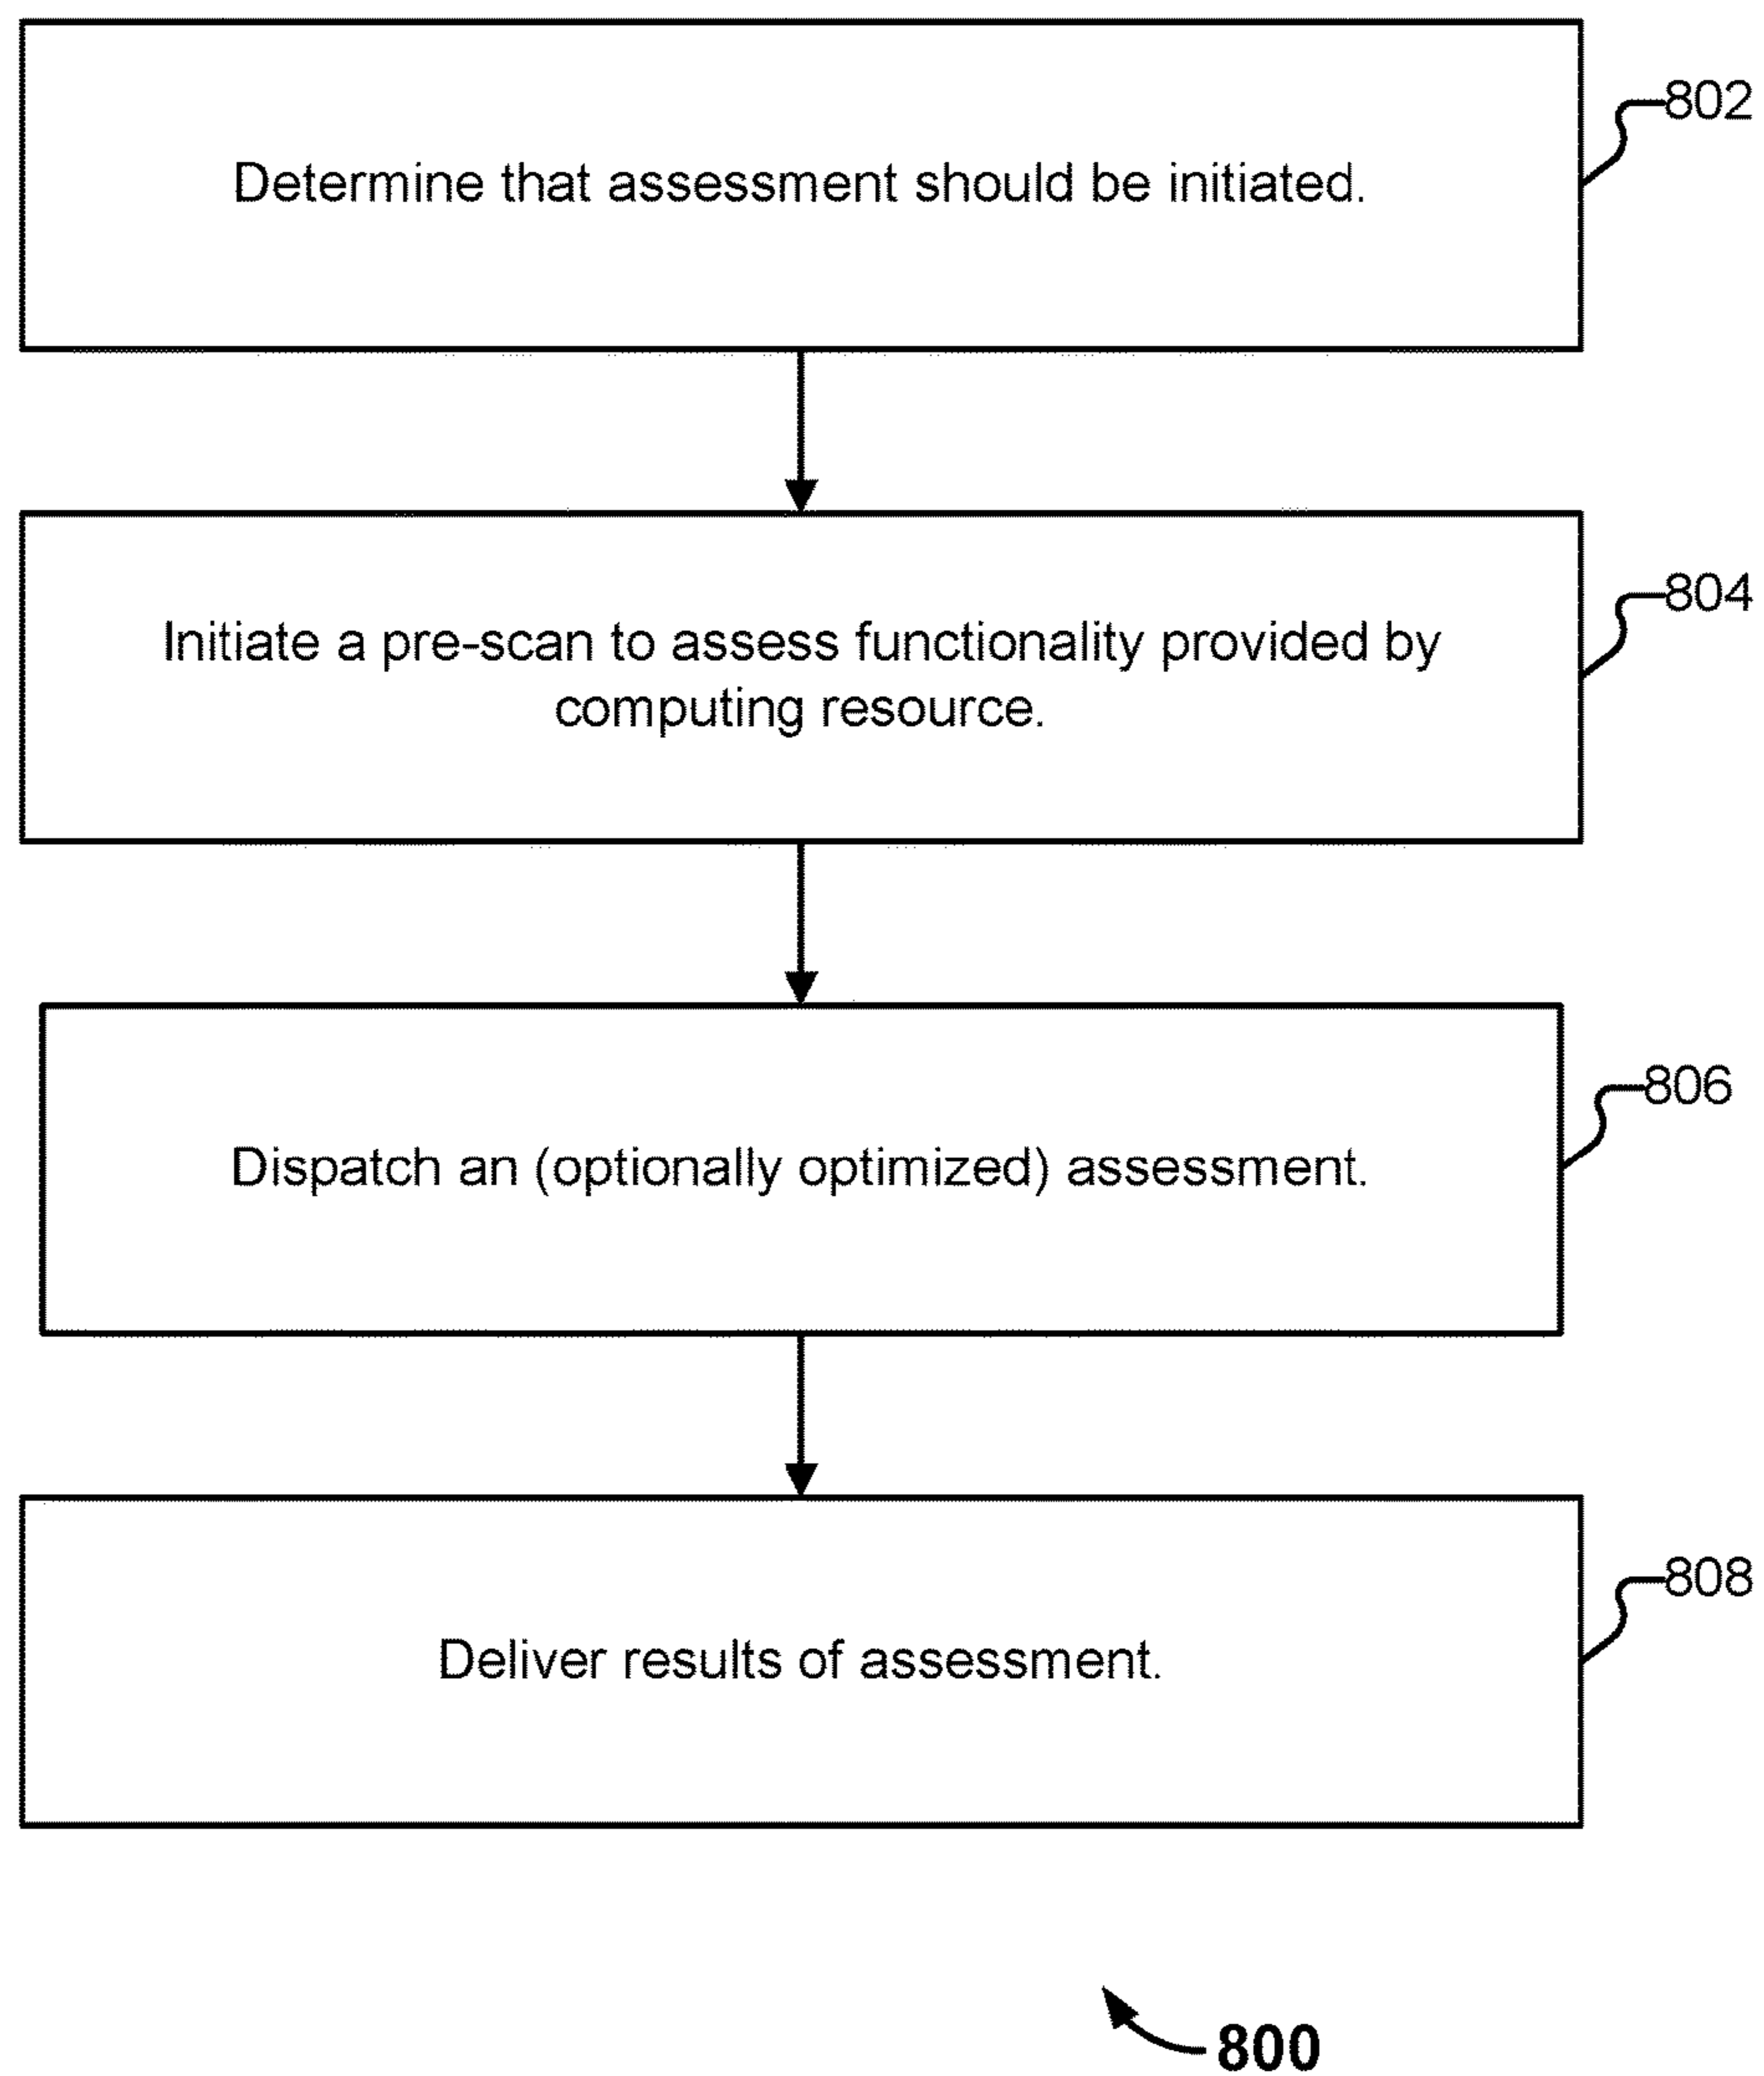 802
Determine that assessment should be initiated.
804
Initiate a pre-scan to assess functionality provided by
computing resource.
806
Dispatch an (optionally optimized) assessment.
808
Deliver results of assessment.
800